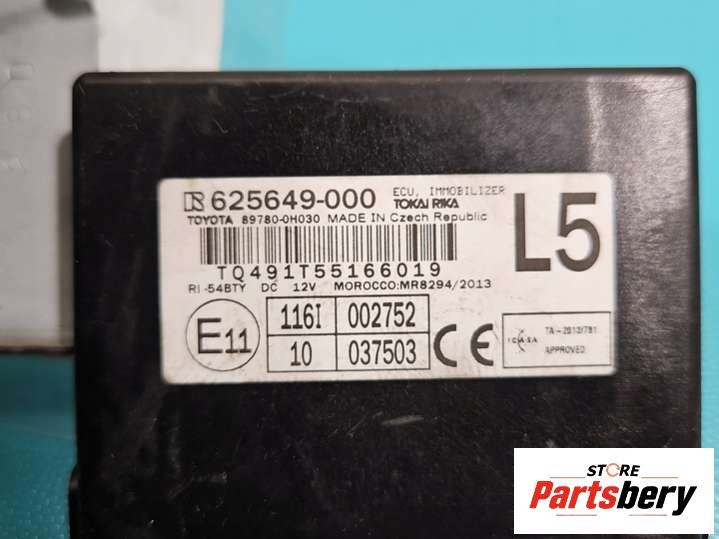 R 625649-000 ECU, IMMOBILIZER
TOKAI RIKA
TOYOTA 89780-0H030 MADE IN Czech Republic
L5
TQ491T55166019
RI-54BTY DC 12V MOROCCO:MR8294/2013
E11
116I 002752
10 037503
CE
ICASA
TA-2013/781
APPROVED
STORE
Partsbery